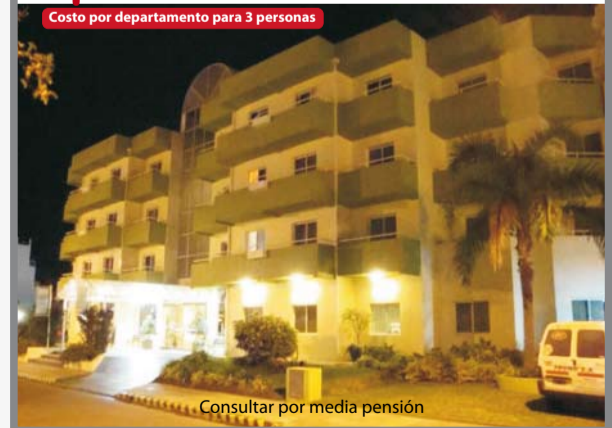 Costo por departamento para 3 personas
Consultar por media pensión